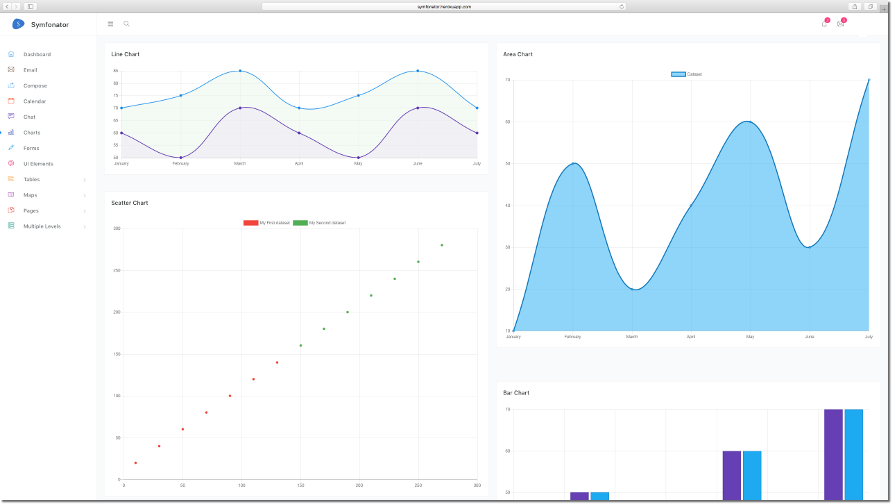 symfonator.herokuapp.com
Symfonator
Dashboard
Email
Compose
Calendar
Chat
Charts
Forms
UI Elements
Tables
Maps
Pages
Multiple Levels
Line Chart
85
80
75
70
65
60
55
50
January February March April May June July
Scatter Chart
My First dataset My Second dataset
300
250
200
150
100
50
0
0 50 100 150 200 250 300
Area Chart
Dataset
70
60
50
40
30
20
10
January February March April May June July
Bar Chart
70
60
50